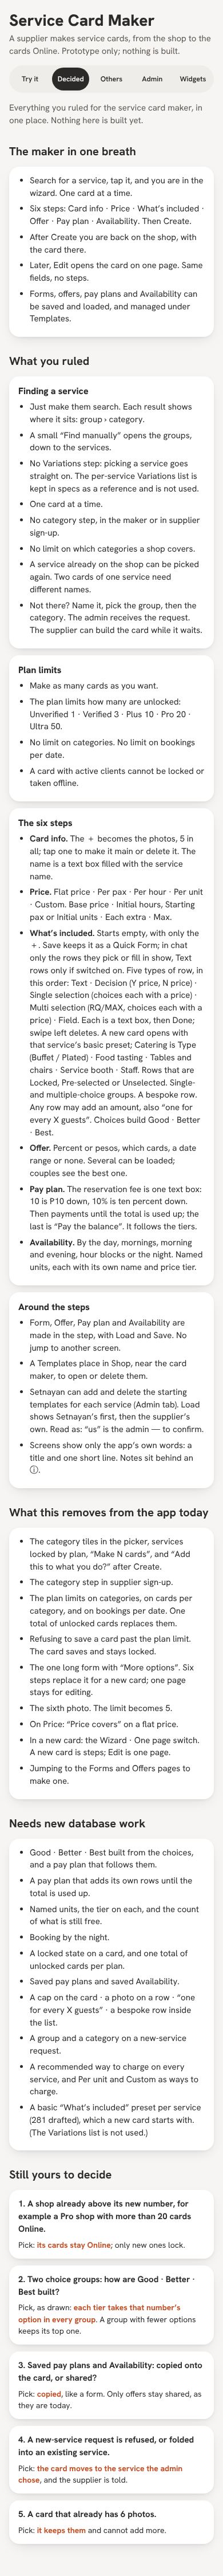 Service Card Maker
A supplier makes service cards, from the shop to the
cards Online. Prototype only; nothing is built.
Try it
Decided
Others
Admin
Widgets
Everything you ruled for the service card maker, in
one place. Nothing here is built yet.
The maker in one breath
• Search for a service, tap it, and you are in the
wizard. One card at a time.
• Six steps: Card info · Price · What's included ·
Offer · Pay plan · Availability. Then Create.
• After Create you are back on the shop, with
the card there.
• Later, Edit opens the card on one page. Same
fields, no steps.
• Forms, offers, pay plans and Availability can
be saved and loaded, and managed under
Templates.
What you ruled
Finding a service
• Just make them search. Each result shows
where it sits: group › category.
• A small “Find manually” opens the groups,
down to the services.
• No Variations step: picking a service goes
straight on. The per-service Variations list is
kept in specs as a reference and is not used.
• One card at a time.
• No category step, in the maker or in supplier
sign-up.
• No limit on which categories a shop covers.
• A service already on the shop can be picked
again. Two cards of one service need
different names.
• Not there? Name it, pick the group, then the
category. The admin receives the request.
The supplier can build the card while it waits.
Plan limits
• Make as many cards as you want.
• The plan limits how many are unlocked:
Unverified 1 · Verified 3 · Plus 10 · Pro 20 ·
Ultra 50.
• No limit on categories. No limit on bookings
per date.
• A card with active clients cannot be locked or
taken offline.
The six steps
• Card info. The + becomes the photos, 5 in
all; tap one to make it main or delete it. The
name is a text box filled with the service
name.
• Price. Flat price · Per pax · Per hour · Per unit
· Custom. Base price · Initial hours, Starting
pax or Initial units · Each extra · Max.
• What's included. Starts empty, with only the
+. Save keeps it as a Quick Form; in chat
only the rows they pick or fill in show, Text
rows only if switched on. Five types of row, in
this order: Text · Decision (Y price, N price) ·
Single selection (choices each with a price) ·
Multi selection (RQ/MAX, choices each with a
price) · Field. Each is a text box, then Done;
swipe left deletes. A new card opens with
that service's basic preset; Catering is Type
(Buffet / Plated) · Food tasting · Tables and
chairs · Service booth · Staff. Rows that are
Locked, Pre-selected or Unselected. Single-
and multiple-choice groups. A bespoke row.
Any row may add an amount, also “one for
every X guests”. Choices build Good · Better
· Best.
• Offer. Percent or pesos, which cards, a date
range or none. Several can be loaded;
couples see the best one.
• Pay plan. The reservation fee is one text box:
10 is P10 down, 10% is ten percent down.
Then payments until the total is used up; the
last is “Pay the balance”. It follows the tiers.
• Availability. By the day, mornings, morning
and evening, hour blocks or the night. Named
units, each with its own name and price tier.
Around the steps
• Form, Offer, Pay plan and Availability are
made in the step, with Load and Save. No
jump to another screen.
• A Templates place in Shop, near the card
maker, to open or delete them.
• Setnayan can add and delete the starting
templates for each service (Admin tab). Load
shows Setnayan's first, then the supplier's
own. Read as: “us” is the admin — to confirm.
• Screens show only the app's own words: a
title and one short line. Notes sit behind an
ⓘ.
What this removes from the app today
• The category tiles in the picker, services
locked by plan, “Make N cards”, and “Add
this to what you do?” after Create.
• The category step in supplier sign-up.
• The plan limits on categories, on cards per
category, and on bookings per date. One
total of unlocked cards replaces them.
• Refusing to save a card past the plan limit.
The card saves and stays locked.
• The one long form with “More options”. Six
steps replace it for a new card; one page
stays for editing.
• The sixth photo. The limit becomes 5.
• On Price: “Price covers” on a flat price.
• In a new card: the Wizard · One page switch.
A new card is steps; Edit is one page.
• Jumping to the Forms and Offers pages to
make one.
Needs new database work
• Good · Better · Best built from the choices,
and a pay plan that follows them.
• A pay plan that adds its own rows until the
total is used up.
• Named units, the tier on each, and the count
of what is still free.
• Booking by the night.
• A locked state on a card, and one total of
unlocked cards per plan.
• Saved pay plans and saved Availability.
• A cap on the card · a photo on a row · “one
for every X guests” · a bespoke row inside
the list.
• A group and a category on a new-service
request.
• A recommended way to charge on every
service, and Per unit and Custom as ways to
charge.
• A basic “What's included” preset per service
(281 drafted), which a new card starts with.
(The Variations list is not used.)
Still yours to decide
1. A shop already above its new number, for
example a Pro shop with more than 20 cards
Online.
Pick: its cards stay Online; only new ones lock.
2. Two choice groups: how are Good · Better ·
Best built?
Pick, as drawn: each tier takes that number's
option in every group. A group with fewer options
keeps its top one.
3. Saved pay plans and Availability: copied onto
the card, or shared?
Pick: copied, like a form. Only offers stay shared, as
they are today.
4. A new-service request is refused, or folded
into an existing service.
Pick: the card moves to the service the admin
chose, and the supplier is told.
5. A card that already has 6 photos.
Pick: it keeps them and cannot add more.